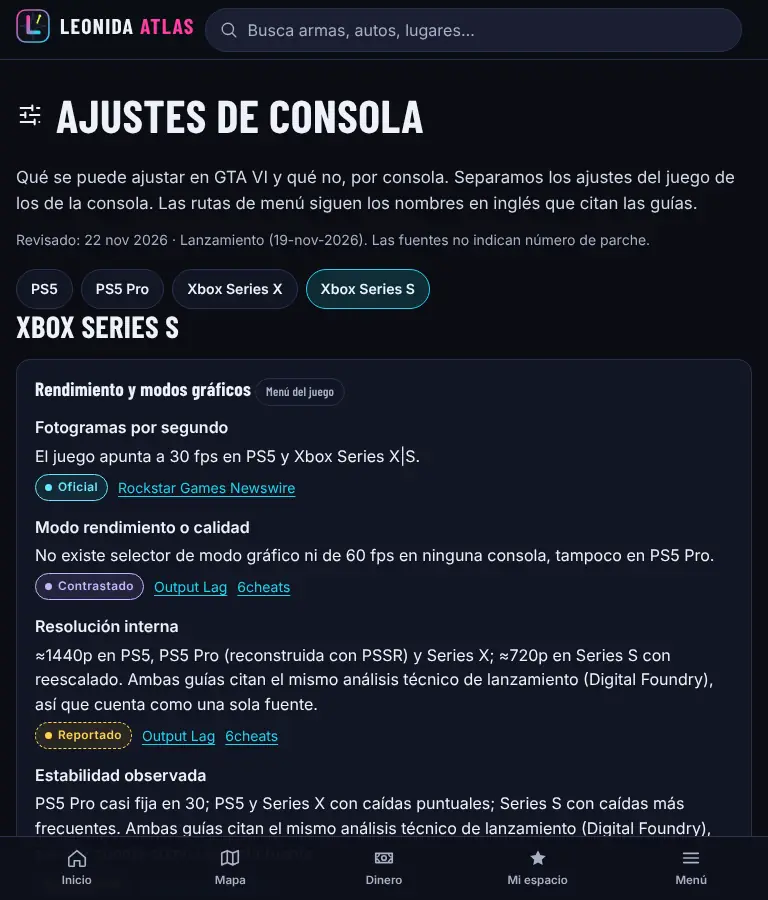 LEONIDA ATLAS
Busca armas, autos, lugares...
AJUSTES DE CONSOLA
Qué se puede ajustar en GTA VI y qué no, por consola. Separamos los ajustes del juego de
los de la consola. Las rutas de menú siguen los nombres en inglés que citan las guías.
Revisado: 22 nov 2026 · Lanzamiento (19-nov-2026). Las fuentes no indican número de parche.
PS5 PS5 Pro Xbox Series X Xbox Series S
XBOX SERIES S
Rendimiento y modos gráficos Menú del juego
Fotogramas por segundo
El juego apunta a 30 fps en PS5 y Xbox Series X|S.
Oficial Rockstar Games Newswire
Modo rendimiento o calidad
No existe selector de modo gráfico ni de 60 fps en ninguna consola, tampoco en PS5 Pro.
Contrastado Output Lag 6cheats
Resolución interna
≈1440p en PS5, PS5 Pro (reconstruida con PSSR) y Series X; ≈720p en Series S con
reescalado. Ambas guías citan el mismo análisis técnico de lanzamiento (Digital Foundry),
así que cuenta como una sola fuente.
Reportado Output Lag 6cheats
Estabilidad observada
PS5 Pro casi fija en 30; PS5 y Series X con caídas puntuales; Series S con caídas más
frecuentes. Ambas guías citan el mismo análisis técnico de lanzamiento (Digital Foundry),
Inicio Mapa Dinero Mi espacio Menú